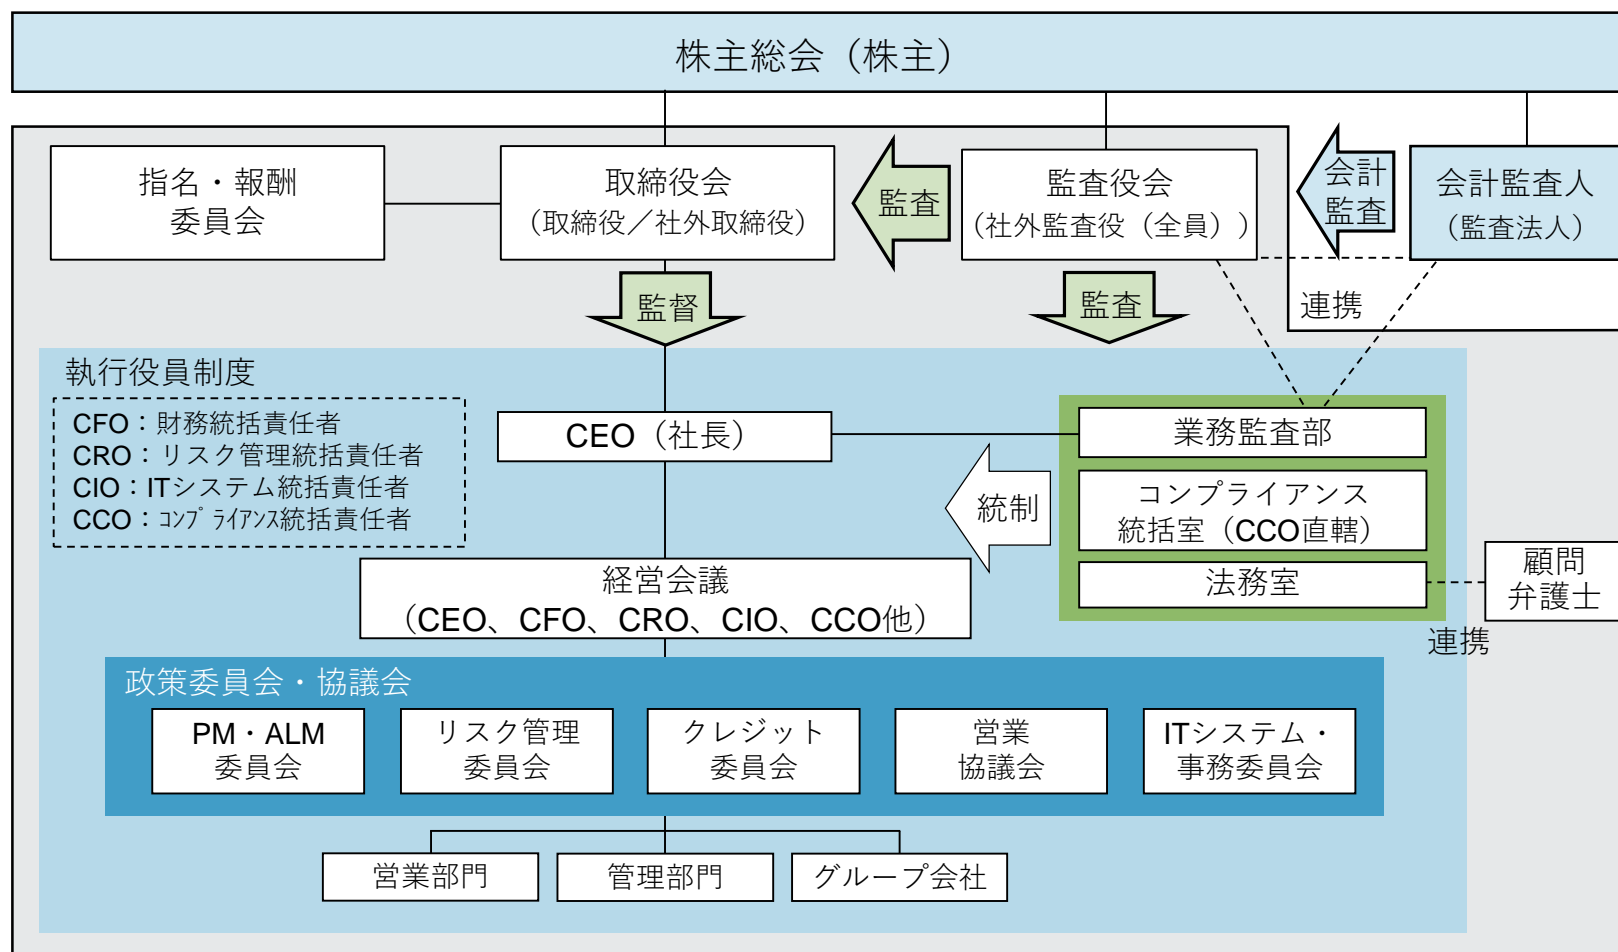 株主総会（株主）
指名・報酬
委員会
取締役会
（取締役／社外取締役）
監査
監査役会
（社外監査役（全員））
会計
監査
会計監査人
（監査法人）
監督
監査
連携
執行役員制度
CFO：財務統括責任者
CRO：リスク管理統括責任者
CIO：ITシステム統括責任者
CCO：ｺﾝﾌﾟﾗｲｱﾝｽ統括責任者
CEO（社長）
業務監査部
統制
コンプライアンス
統括室（CCO直轄）
法務室
顧問
弁護士
連携
経営会議
（CEO、CFO、CRO、CIO、CCO他）
政策委員会・協議会
PM・ALM
委員会
リスク管理
委員会
クレジット
委員会
営業
協議会
ITシステム・
事務委員会
営業部門
管理部門
グループ会社